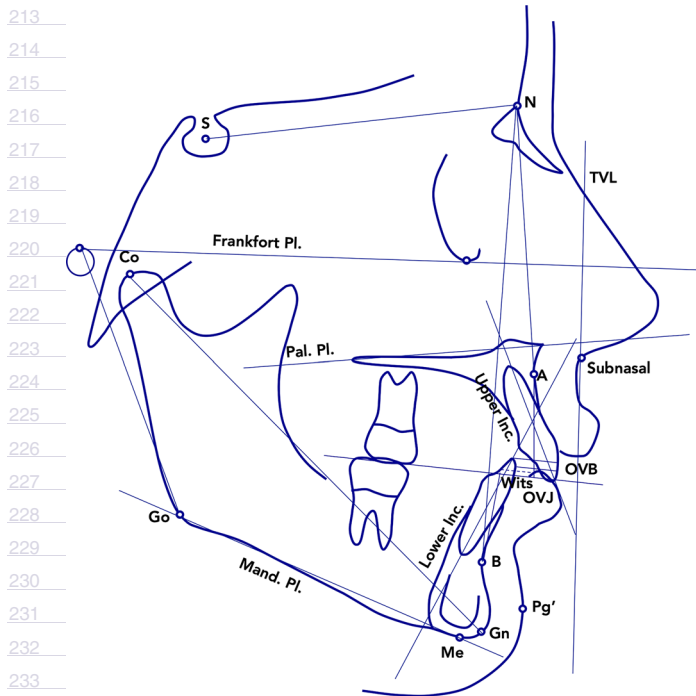 213
214
215
216
217
218
219
220
221
222
223
224
225
226
227
228
229
230
231
232
233
S
N
TVL
Frankfort Pl.
Co
Pal. Pl.
A
Subnasal
Upper Inc.
OVB
Wits
OVJ
Go
Lower Inc.
B
Mand. Pl.
Pg’
Gn
Me